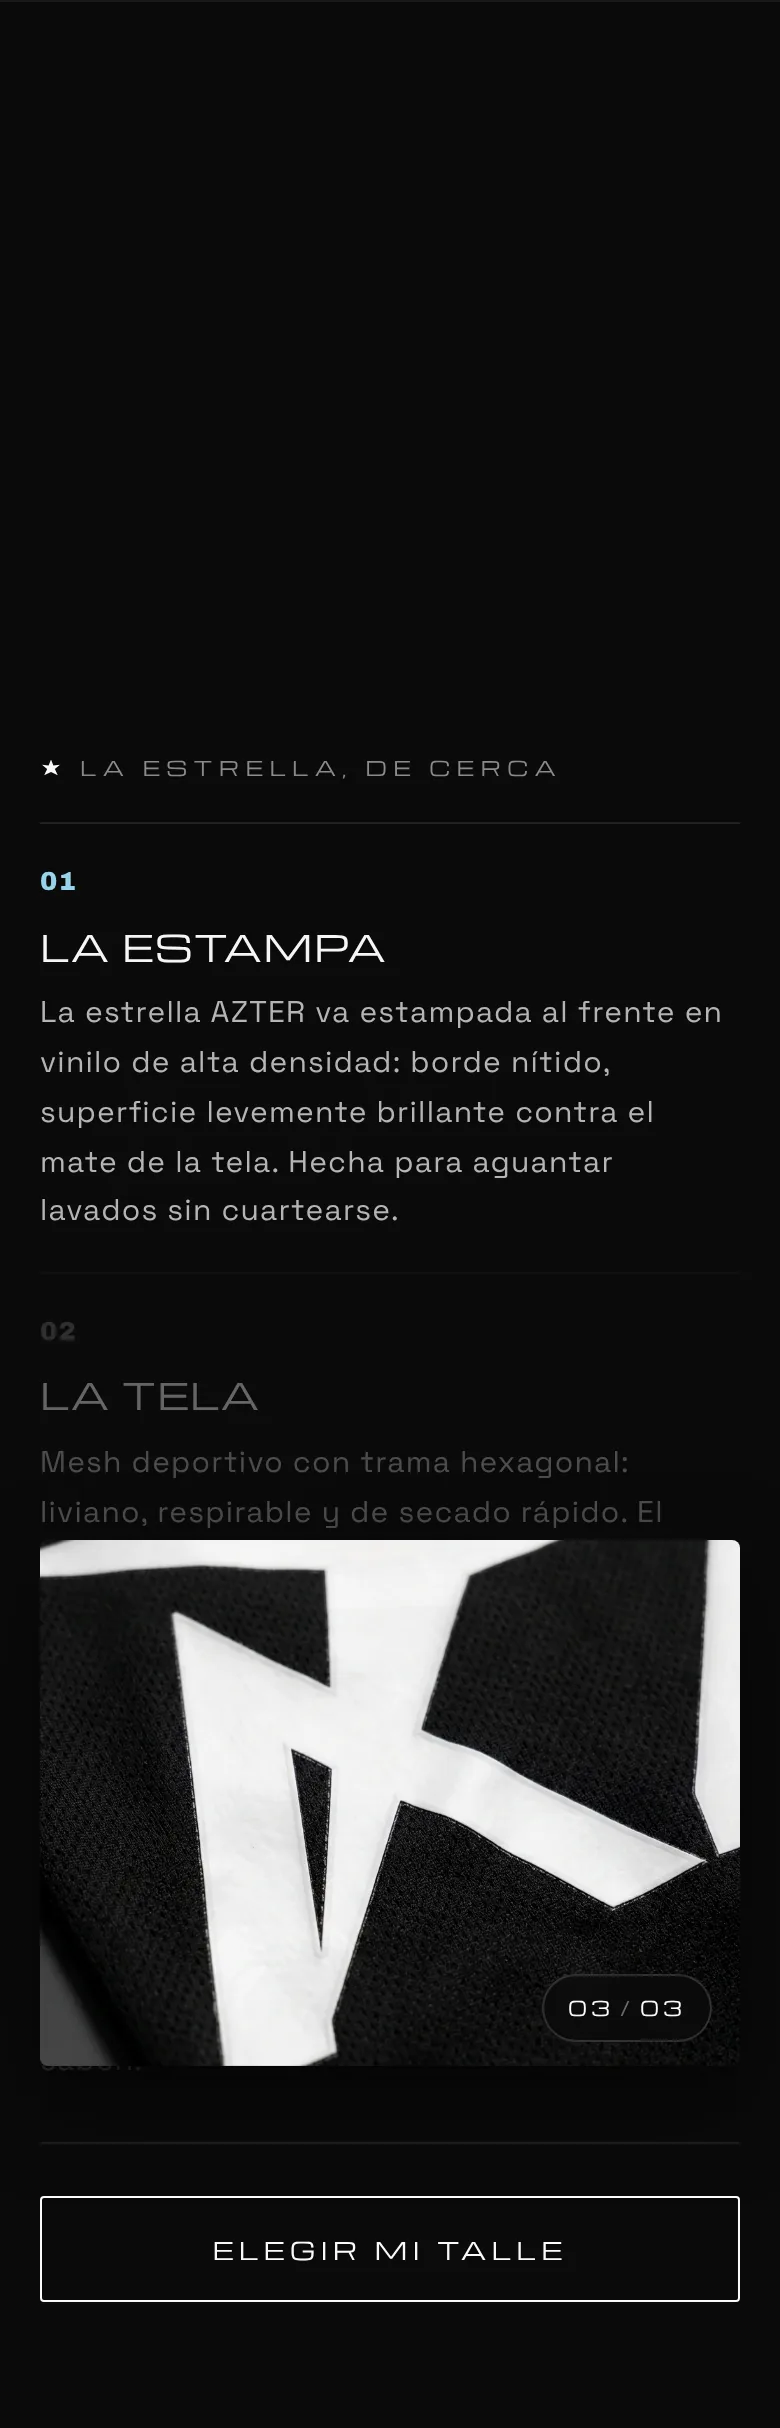 ★ LA ESTRELLA, DE CERCA
01
LA ESTAMPA
La estrella AZTER va estampada al frente en
vinilo de alta densidad: borde nítido,
superficie levemente brillante contra el
mate de la tela. Hecha para aguantar
lavados sin cuartearse.
02
LA TELA
Mesh deportivo con trama hexagonal:
liviano, respirable y de secado rápido. El
03 / 03
ELEGIR MI TALLE